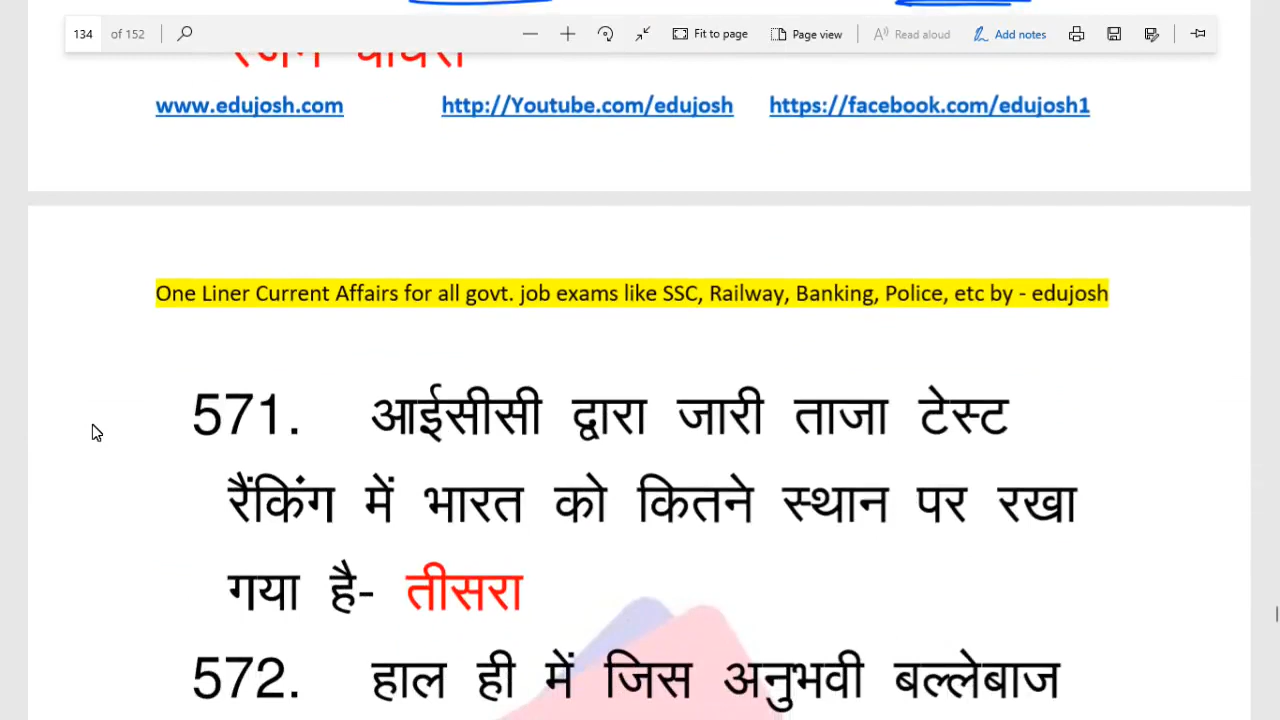 134 of 152 Fit to page Page view Read aloud Add notes
www.edujosh.com http://Youtube.com/edujosh https://facebook.com/edujosh1
One Liner Current Affairs for all govt. job exams like SSC, Railway, Banking, Police, etc by - edujosh
571. आईसीसी द्वारा जारी ताजा टेस्ट
रैंकिंग में भारत को कितने स्थान पर रखा
गया है- तीसरा
572. हाल ही में जिस अनुभवी बल्लेबाज